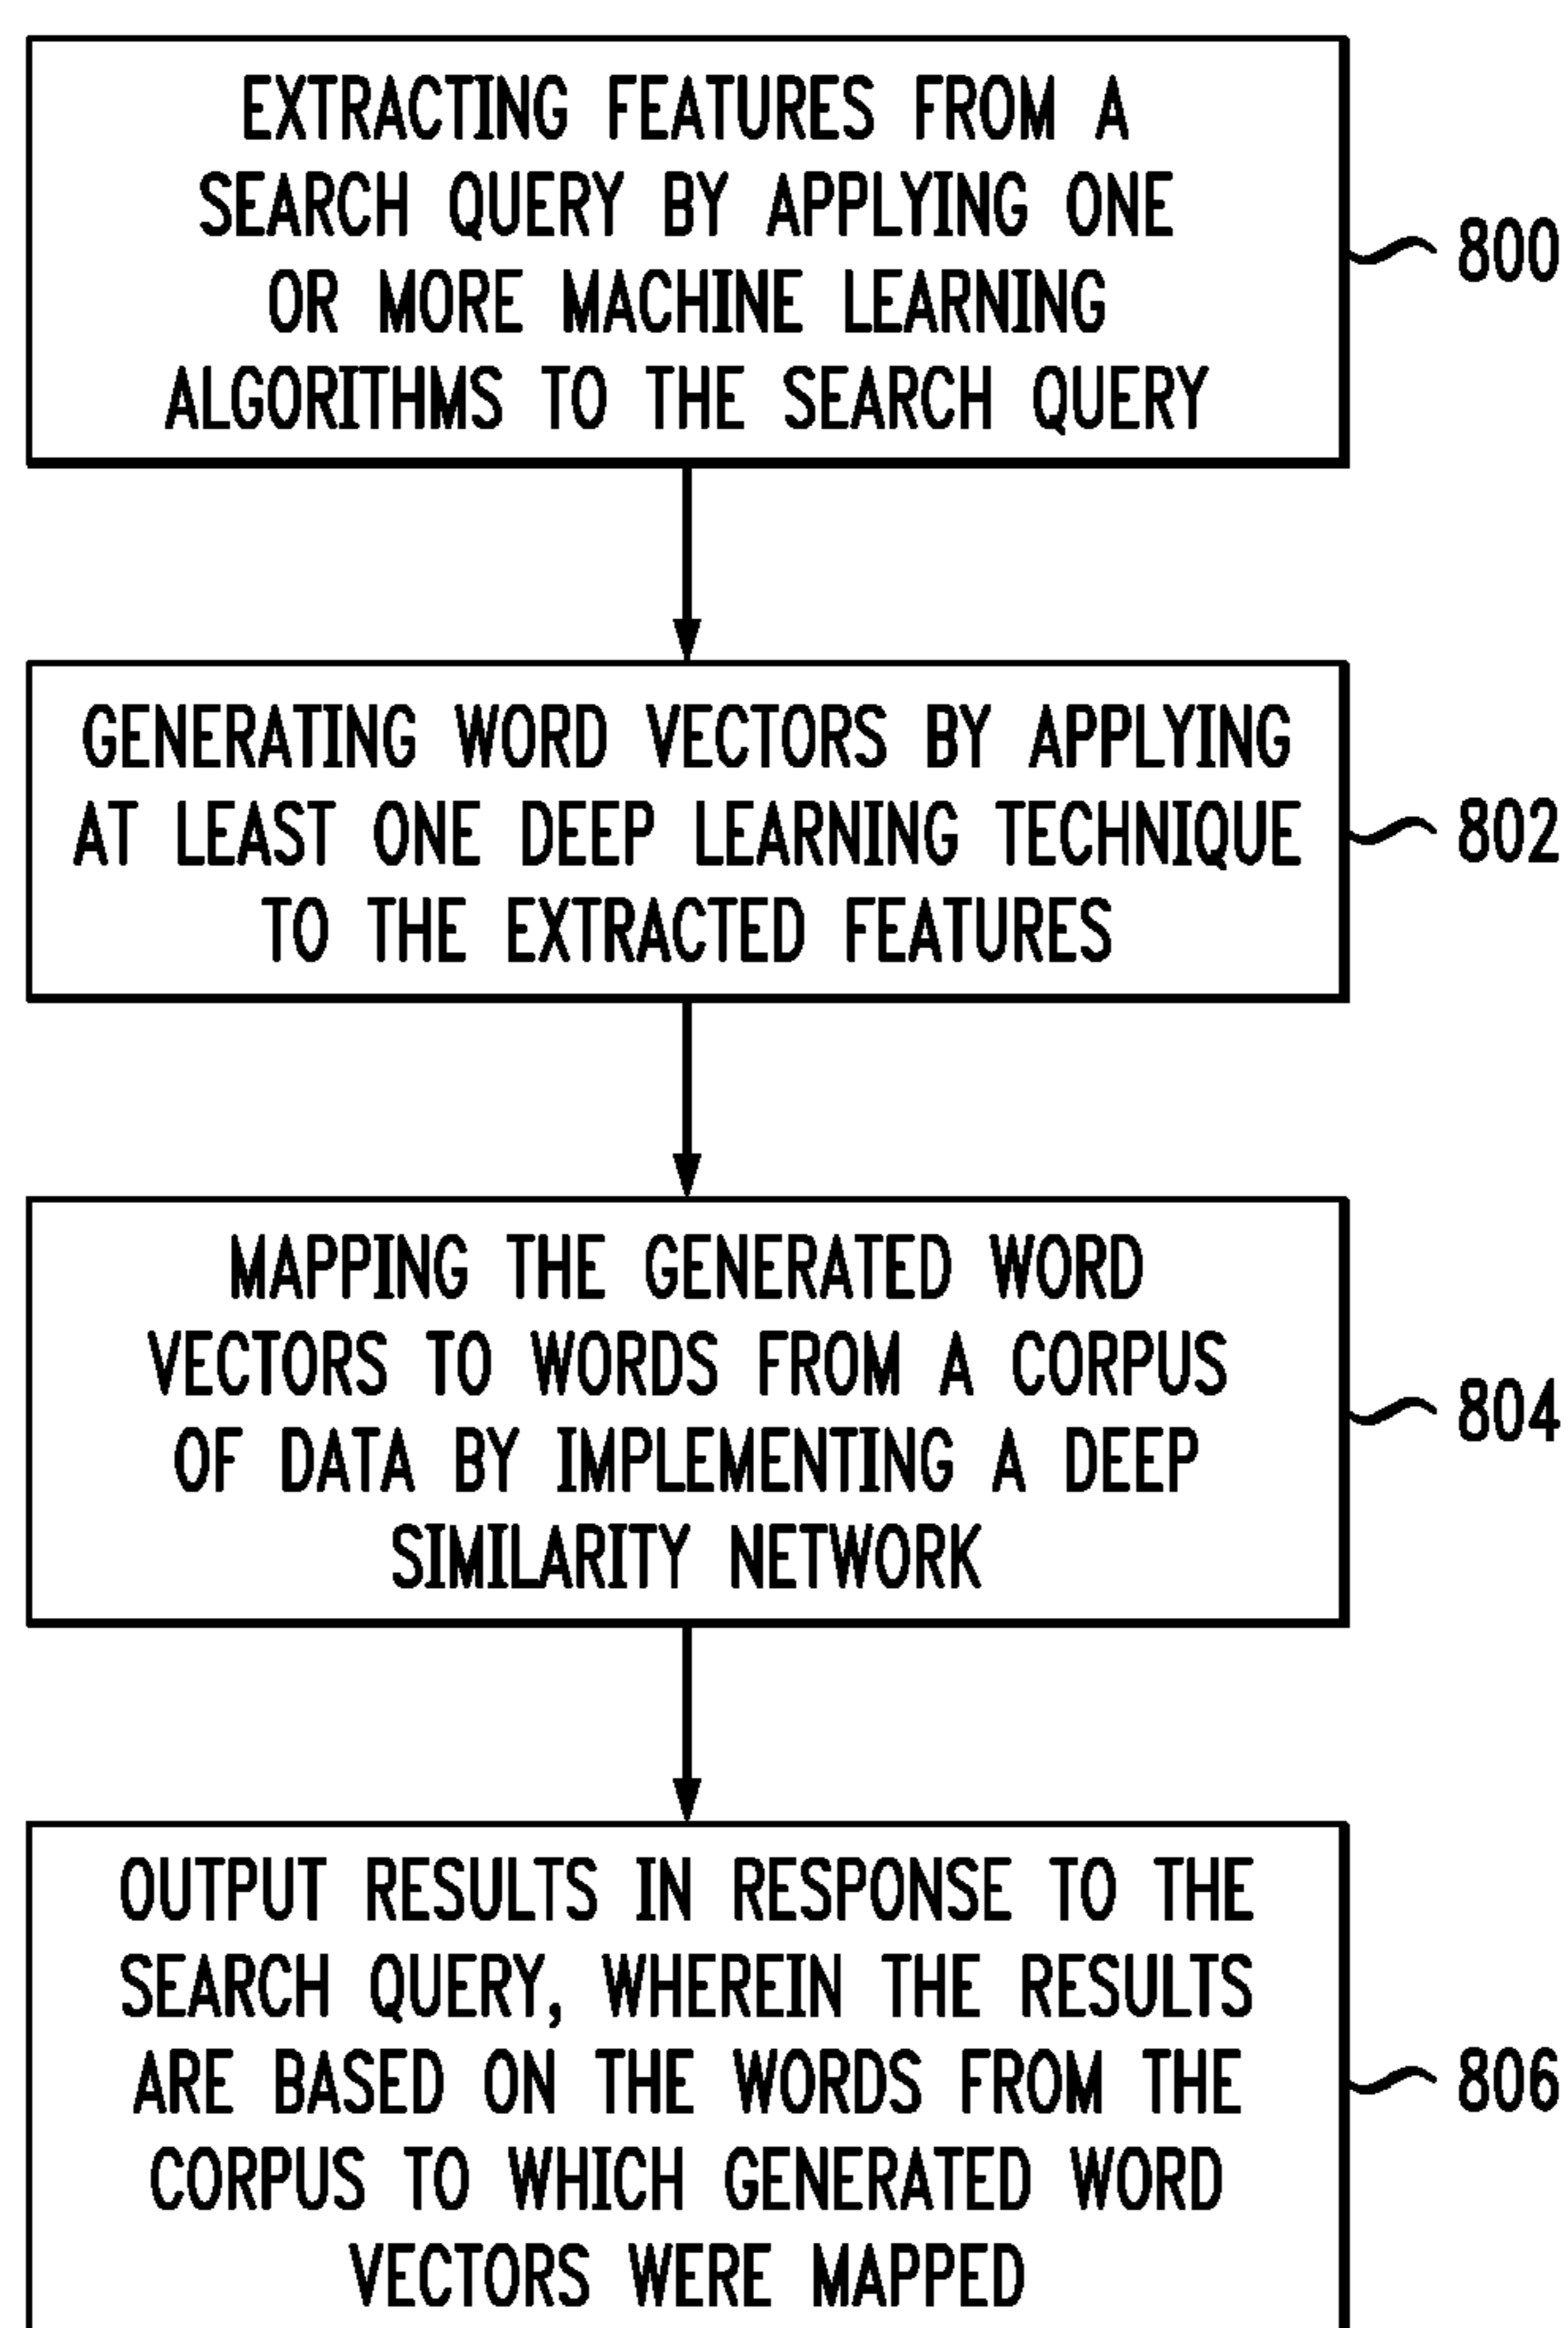 EXTRACTING FEATURES FROM A
SEARCH QUERY BY APPLYING ONE
OR MORE MACHINE LEARNING
ALGORITHMS TO THE SEARCH QUERY
800
GENERATING WORD VECTORS BY APPLYING
AT LEAST ONE DEEP LEARNING TECHNIQUE
TO THE EXTRACTED FEATURES
802
MAPPING THE GENERATED WORD
VECTORS TO WORDS FROM A CORPUS
OF DATA BY IMPLEMENTING A DEEP
SIMILARITY NETWORK
804
OUTPUT RESULTS IN RESPONSE TO THE
SEARCH QUERY, WHEREIN THE RESULTS
ARE BASED ON THE WORDS FROM THE
CORPUS TO WHICH GENERATED WORD
VECTORS WERE MAPPED
806